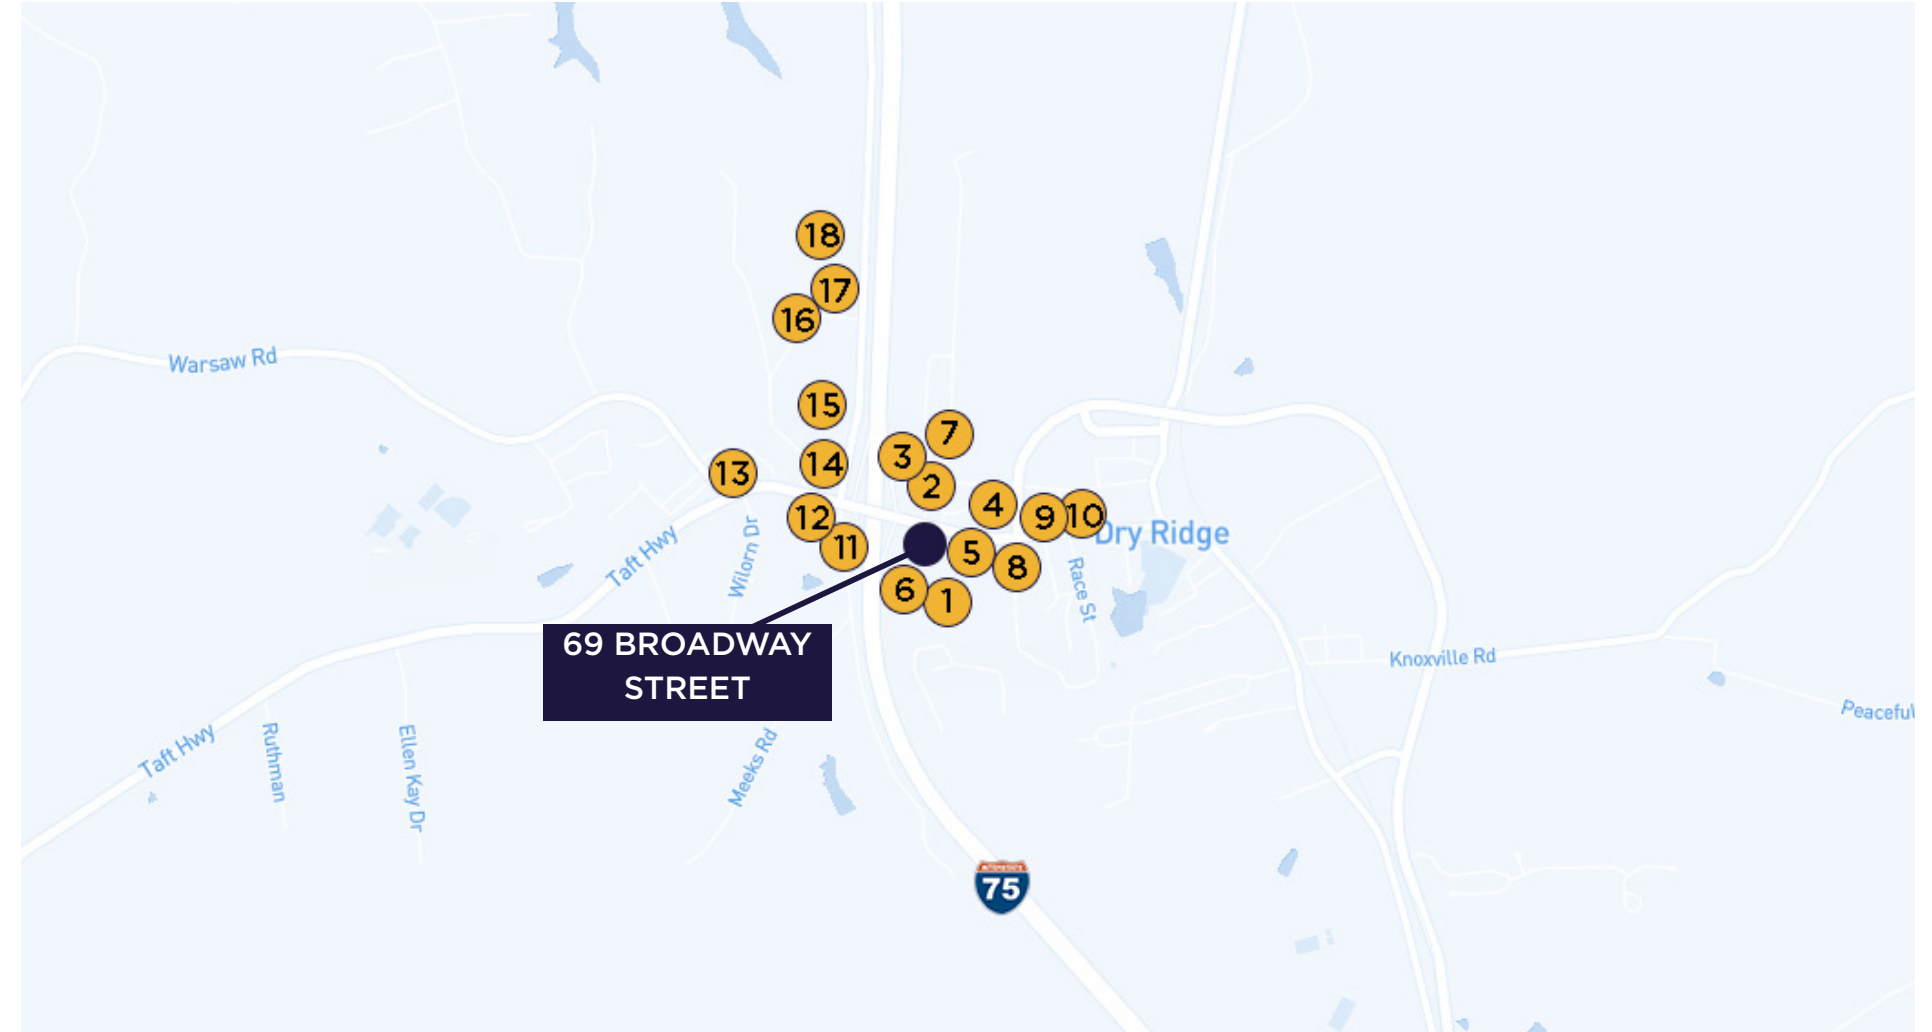 18
17
16
Warsaw Rd
15
7
3
14
13
2
4
12
9
10
Dry Ridge
11
5
8
Taft Hwy
Wilorn Dr
Race St
6
1
69 BROADWAY
STREET
Knoxville Rd
Peaceful
Taft Hwy
Ruthman
Ellen Kay Dr
Meeks Rd
INTERSTATE
75